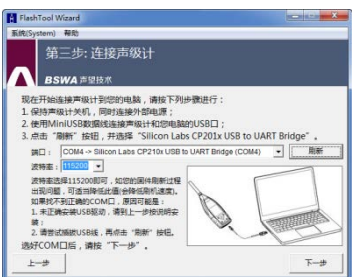 FlashTool Wizard
系统(System) 帮助
第三步: 连接声级计
BSWA 声望技术
现在开始连接声级计到您的电脑，请按下列步骤进行：
1. 保持声级计关机，同时连接外部电源；
2. 使用MiniUSB数据线连接声级计和您电脑的USB口；
3. 点击“刷新”按钮，并选择“Silicon Labs CP201x USB to UART Bridge”.
端口： COM4 -> Silicon Labs CP210x USB to UART Bridge (COM4) 刷新
波特率： 115200
波特率选择115200即可，如您的固件刷新过程
出现问题，可适当降低此值(会降低刷机速度)。
如果找不到正确的COM口，原因可能是：
1. 未正确安装USB驱动，请到上一步按说明安
装；
2. 请尝试插拔USB线，再点击“刷新”按钮。
选好COM口后，请按“下一步”.
上一步 下一步